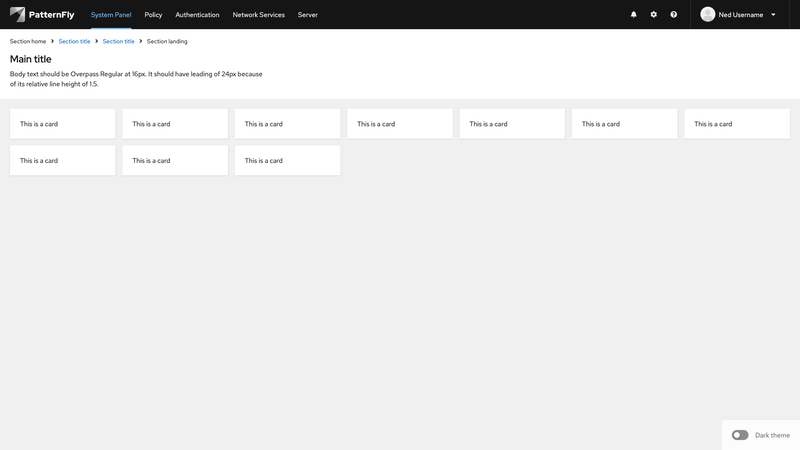 PatternFly System Panel Policy Authentication Network Services Server Ned Username
Section home Section title Section title Section landing
Main title
Body text should be Overpass Regular at 16px. It should have leading of 24px because
of its relative line height of 1.5.
This is a card This is a card This is a card This is a card This is a card This is a card This is a card
This is a card This is a card This is a card
Dark theme